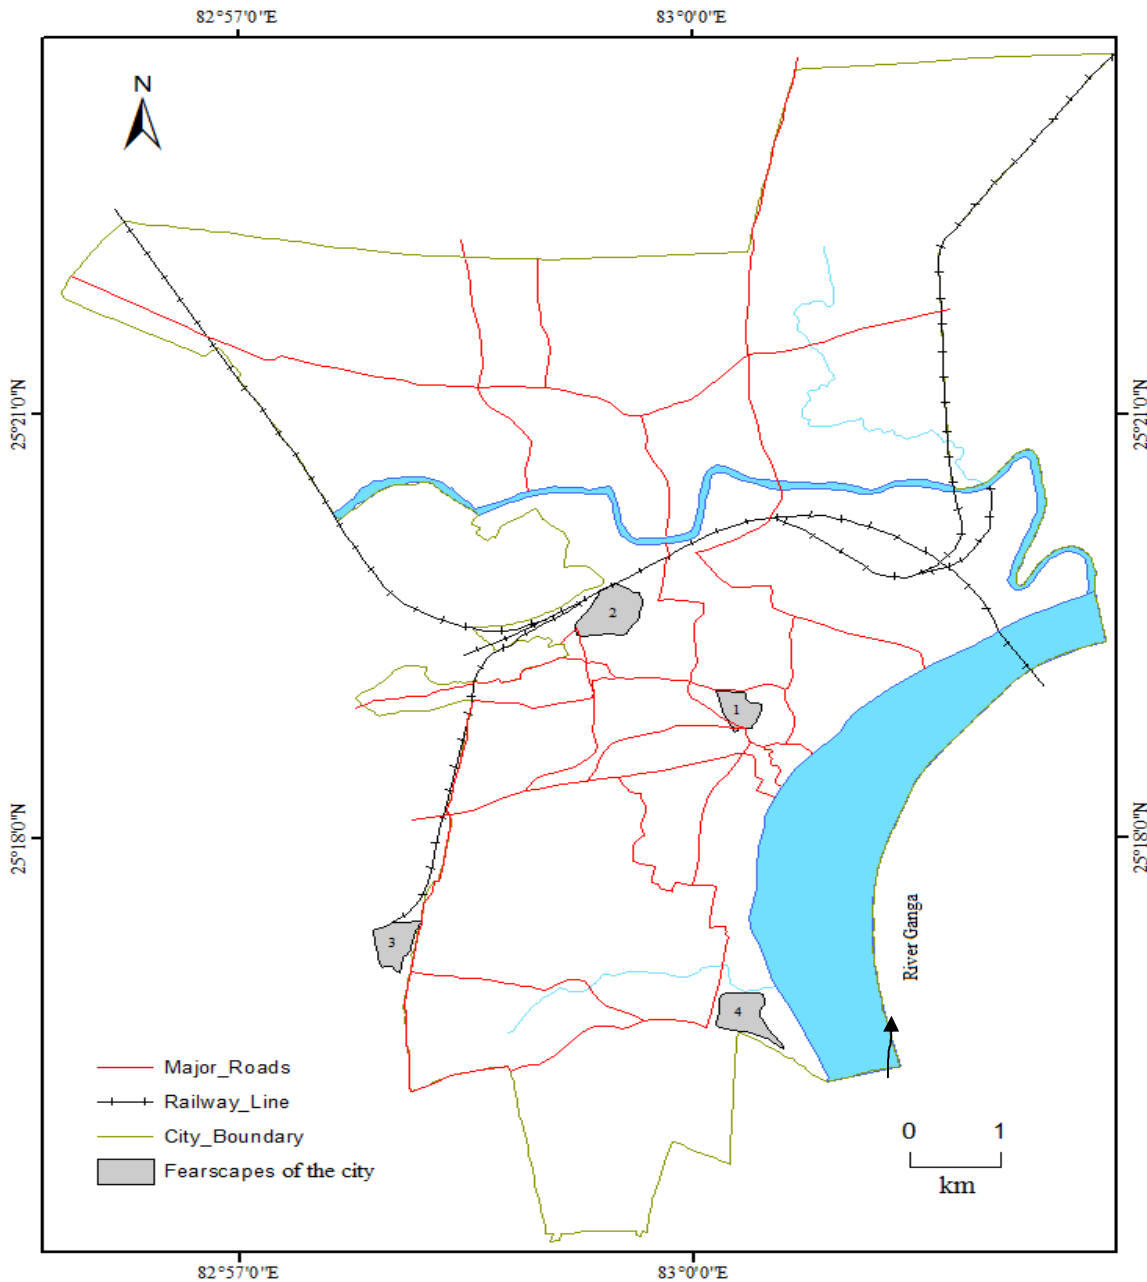 82°57'0"E 83°0'0"E
N
25°21'0"N 25°21'0"N
2
1
25°18'0"N 25°18'0"N
3
River Ganga
4
Major_Roads
Railway_Line
City_Boundary
Fearscapes of the city
0 1
km
82°57'0"E 83°0'0"E